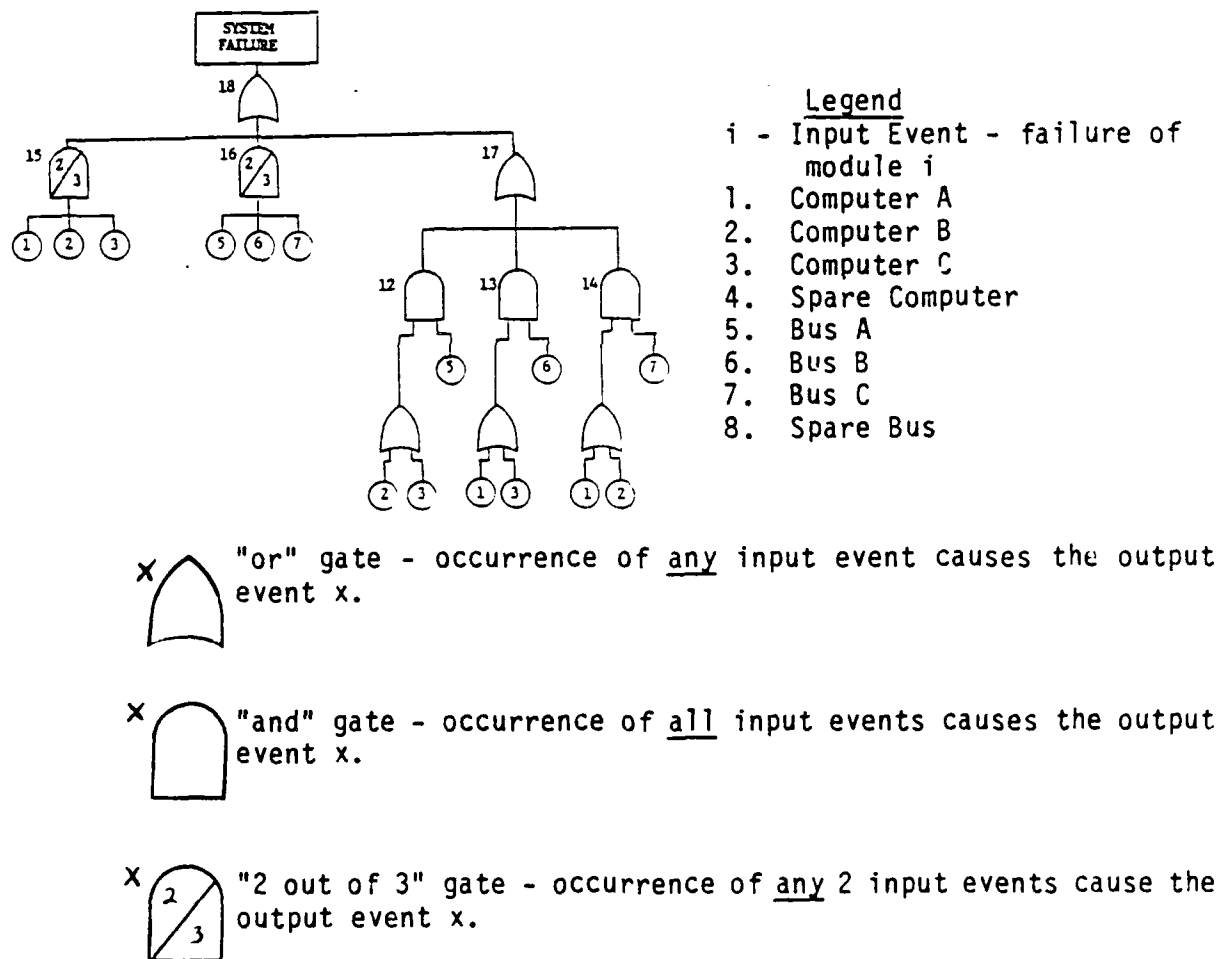 SYSTEM
FAILURE
18
15
2
3
16
2
3
17
1
2
3
5
6
7
12
13
14
5
6
7
2
3
1
3
1
2
Legend
i - Input Event - failure of
module i
1. Computer A
2. Computer B
3. Computer C
4. Spare Computer
5. Bus A
6. Bus B
7. Bus C
8. Spare Bus
x "or" gate - occurrence of any input event causes the output
event x.
x "and" gate - occurrence of all input events causes the output
event x.
x 2 3 "2 out of 3" gate - occurrence of any 2 input events cause the
output event x.